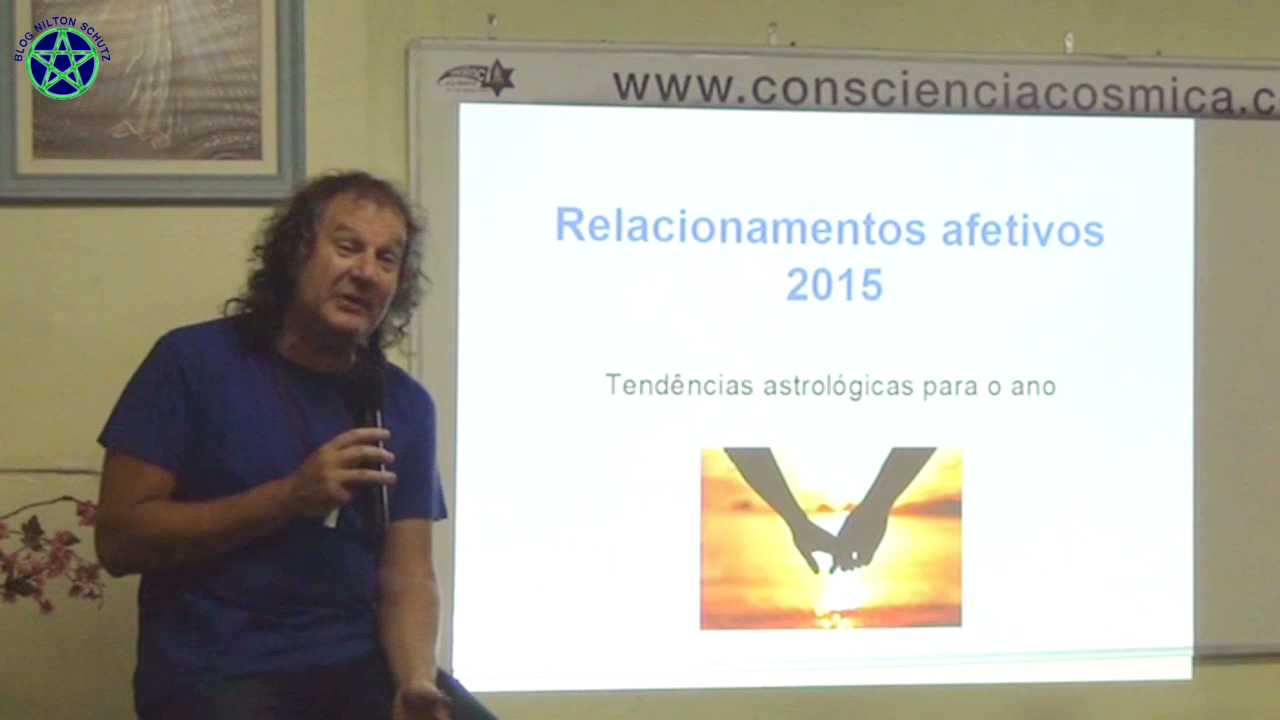 BLOG NILTON SCHUTZ
www.conscienciacosmica.c
Relacionamentos afetivos
2015
Tendências astrológicas para o ano